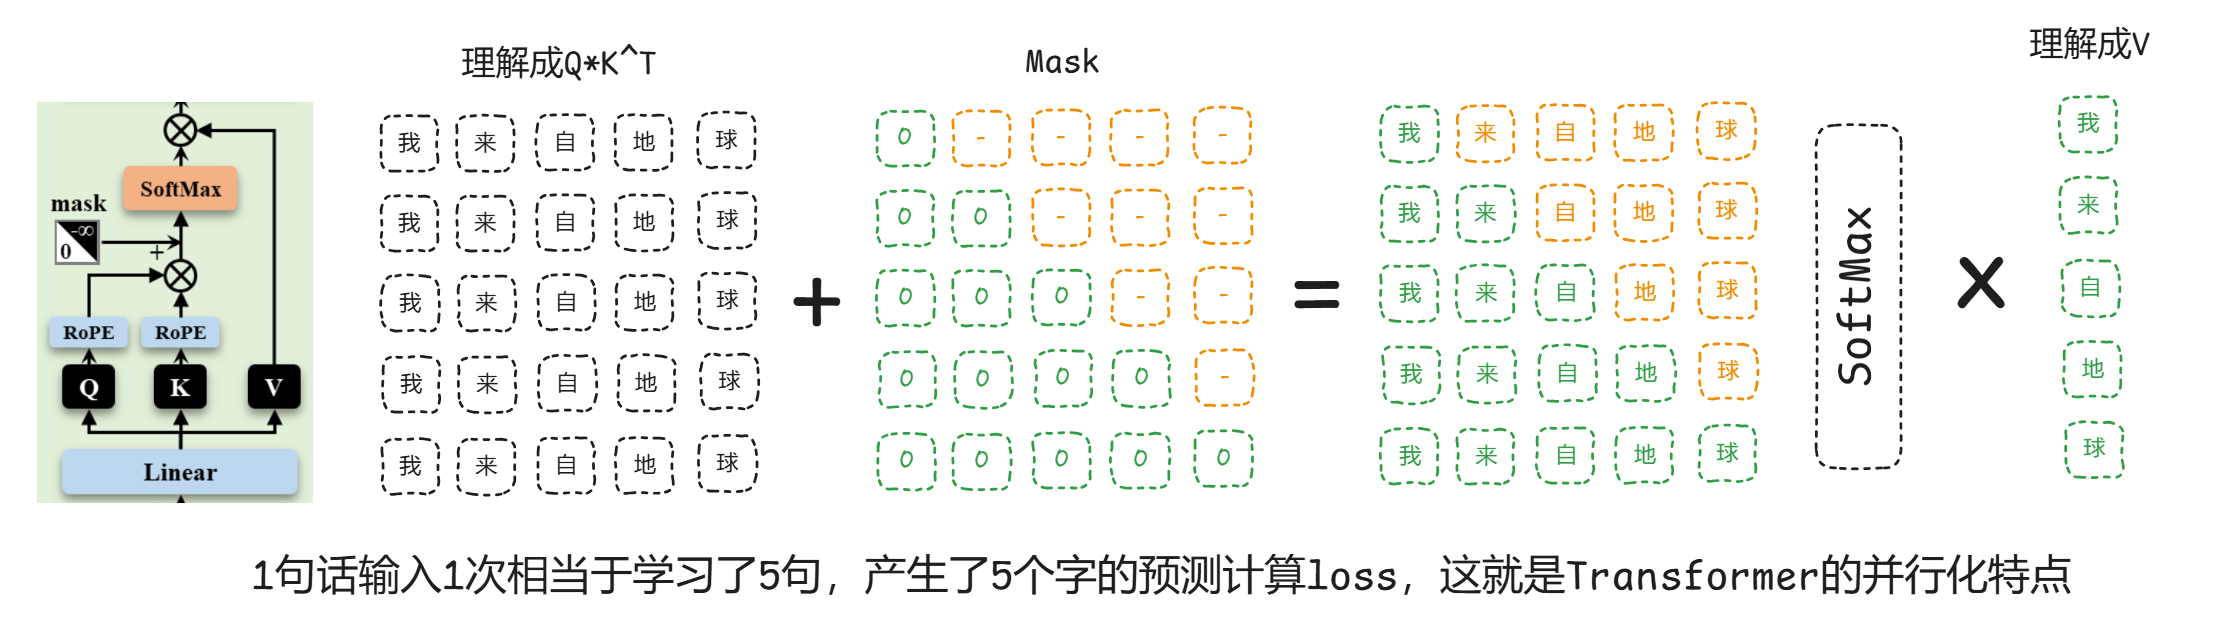 理解成Q*K^T
Mask
理解成V
SoftMax
mask
-∞
0
+
RoPE RoPE
Q K V
Linear
我 来 自 地 球
我 来 自 地 球
我 来 自 地 球
我 来 自 地 球
我 来 自 地 球
+
0 - - - -
0 0 - - -
0 0 0 - -
0 0 0 0 -
0 0 0 0 0
=
我 来 自 地 球
我 来 自 地 球
我 来 自 地 球
我 来 自 地 球
我 来 自 地 球
SoftMax
×
我
来
自
地
球
1句话输入1次相当于学习了5句，产生了5个字的预测计算loss，这就是Transformer的并行化特点